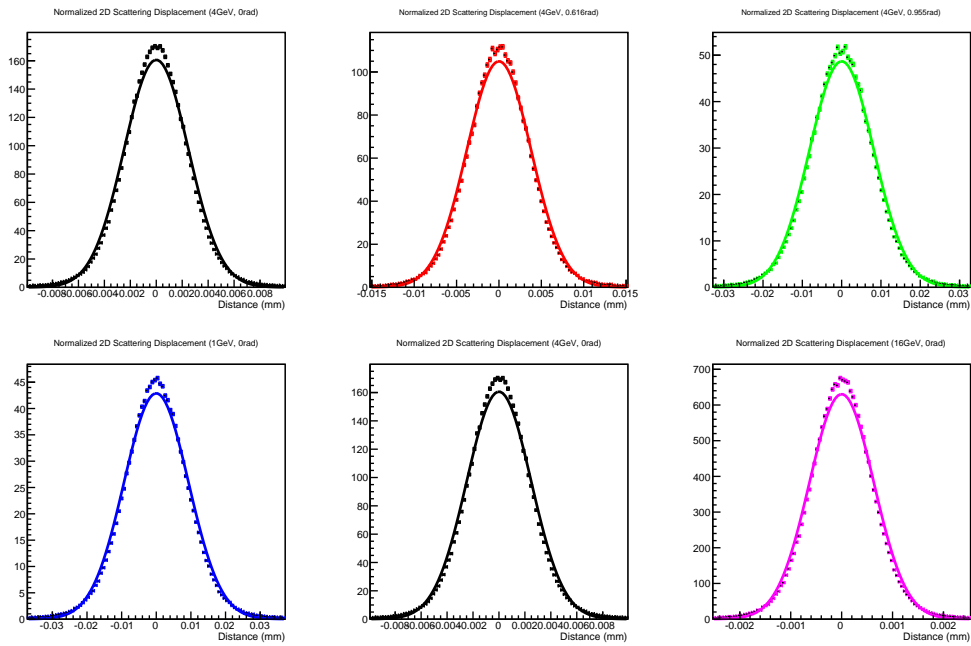 Normalized 2D Scattering Displacement (4GeV, 0rad)
160
140
120
100
80
60
40
20
0
-0.008 -0.006 -0.004 -0.002 0 0.002 0.004 0.006 0.008
Distance (mm)
Normalized 2D Scattering Displacement (4GeV, 0.616rad)
100
80
60
40
20
0
-0.015 -0.01 -0.005 0 0.005 0.01 0.015
Distance (mm)
Normalized 2D Scattering Displacement (4GeV, 0.955rad)
50
40
30
20
10
0
-0.03 -0.02 -0.01 0 0.01 0.02 0.03
Distance (mm)
Normalized 2D Scattering Displacement (1GeV, 0rad)
45
40
35
30
25
20
15
10
5
0
-0.03 -0.02 -0.01 0 0.01 0.02 0.03
Distance (mm)
Normalized 2D Scattering Displacement (4GeV, 0rad)
160
140
120
100
80
60
40
20
0
-0.008 -0.006 -0.004 -0.002 0 0.002 0.004 0.006 0.008
Distance (mm)
Normalized 2D Scattering Displacement (16GeV, 0rad)
700
600
500
400
300
200
100
0
-0.002 -0.001 0 0.001 0.002
Distance (mm)